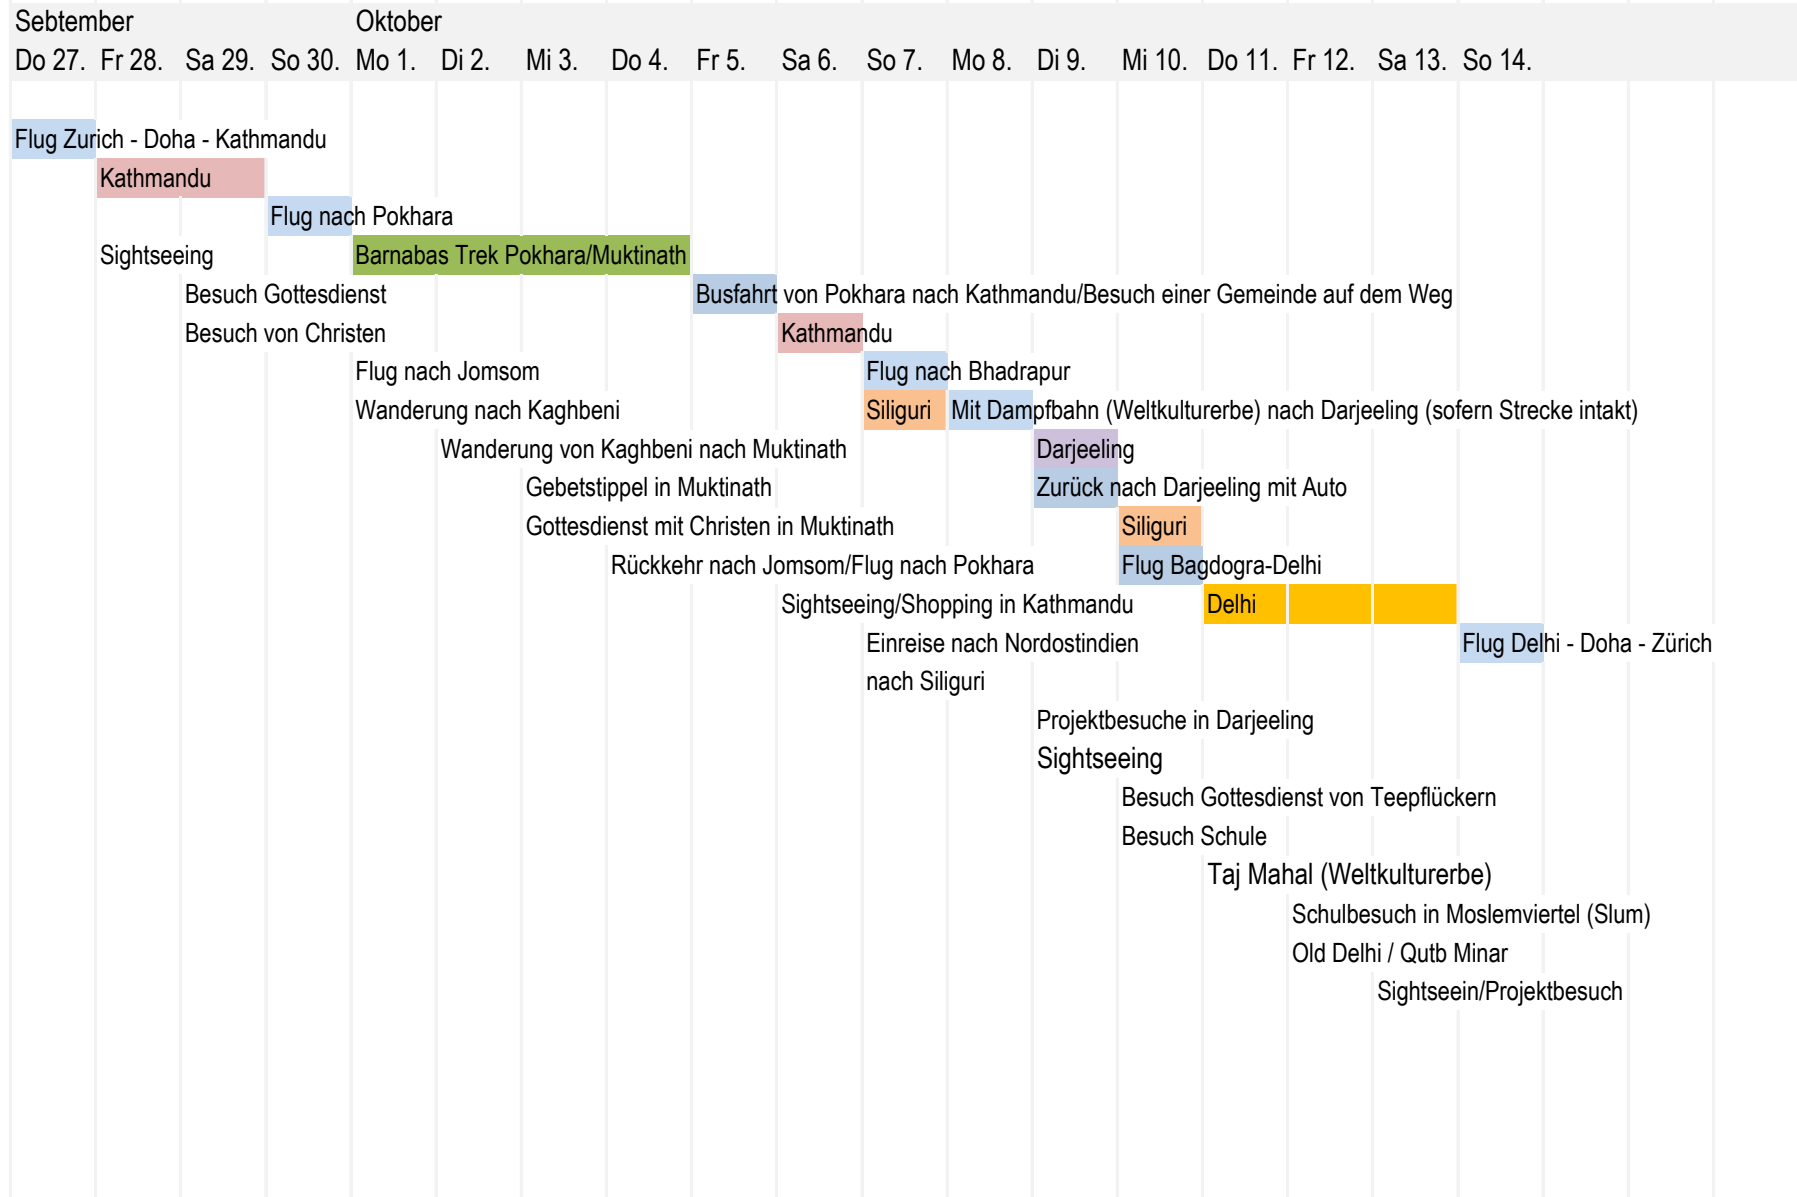 Sebtember Oktober
Do 27. Fr 28. Sa 29. So 30. Mo 1. Di 2. Mi 3. Do 4. Fr 5. Sa 6. So 7. Mo 8. Di 9. Mi 10. Do 11. Fr 12. Sa 13. So 14.
Flug Zurich - Doha - Kathmandu
Kathmandu
Flug nach Pokhara
Sightseeing Barnabas Trek Pokhara/Muktinath
Besuch Gottesdienst Busfahrt von Pokhara nach Kathmandu/Besuch einer Gemeinde auf dem Weg
Besuch von Christen Kathmandu
Flug nach Jomsom Flug nach Bhadrapur
Wanderung nach Kaghbeni Siliguri Mit Dampfbahn (Weltkulturerbe) nach Darjeeling (sofern Strecke intakt)
Wanderung von Kaghbeni nach Muktinath Darjeeling
Gebetstippel in Muktinath Zurück nach Darjeeling mit Auto
Gottesdienst mit Christen in Muktinath Siliguri
Rückkehr nach Jomsom/Flug nach Pokhara Flug Bagdogra-Delhi
Sightseeing/Shopping in Kathmandu Delhi
Einreise nach Nordostindien Flug Delhi - Doha - Zürich
nach Siliguri
Projektbesuche in Darjeeling
Sightseeing
Besuch Gottesdienst von Teepflückern
Besuch Schule
Taj Mahal (Weltkulturerbe)
Schulbesuch in Moslemviertel (Slum)
Old Delhi / Qutb Minar
Sightseein/Projektbesuch